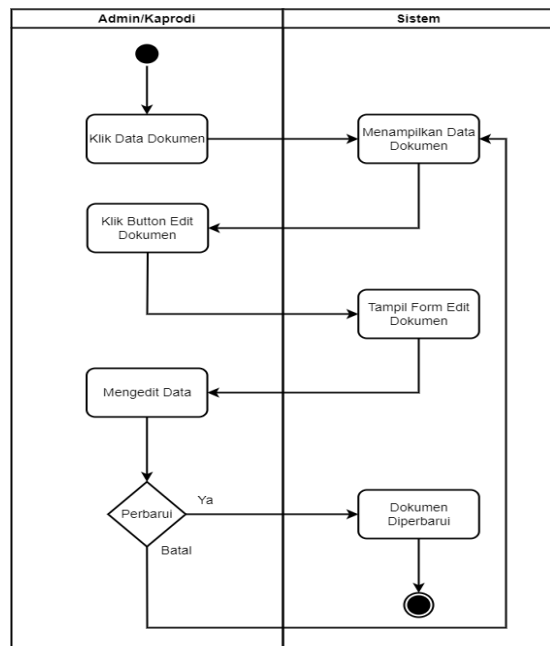 Admin/Kaprodi
Sistem
Klik Data Dokumen
Menampilkan Data
Dokumen
Klik Button Edit
Dokumen
Tampil Form Edit
Dokumen
Mengedit Data
Perbarui
Ya
Batal
Dokumen
Diperbarui